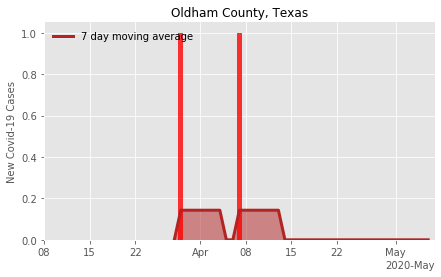 Oldham County, Texas
7 day moving average
New Covid-19 Cases
1.0
0.8
0.6
0.4
0.2
0.0
08 15 22 Apr 08 15 22 May
2020-May